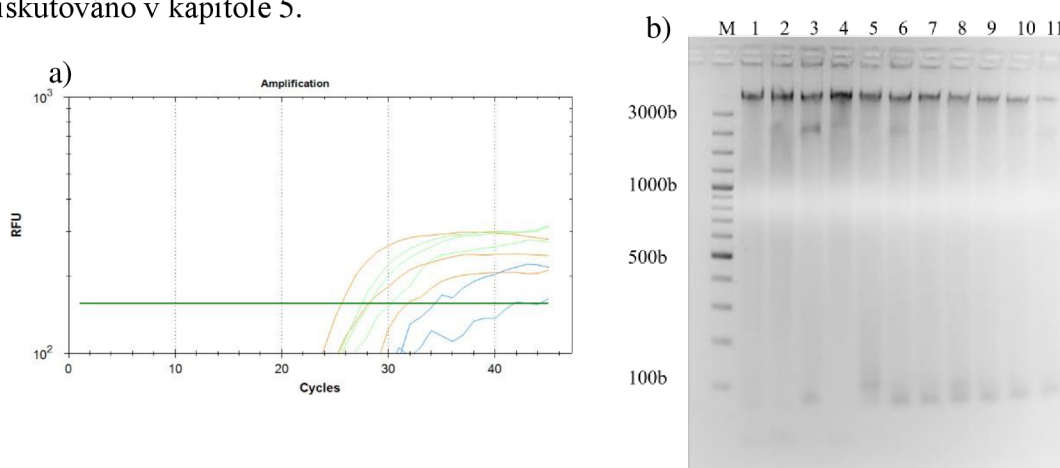 iskutováno v kapitole 5.
a)
Amplification
10³
RFU
10²
0 10 20 30 40
Cycles
b)
M 1 2 3 4 5 6 7 8 9 10 11
3000b
1000b
500b
100b